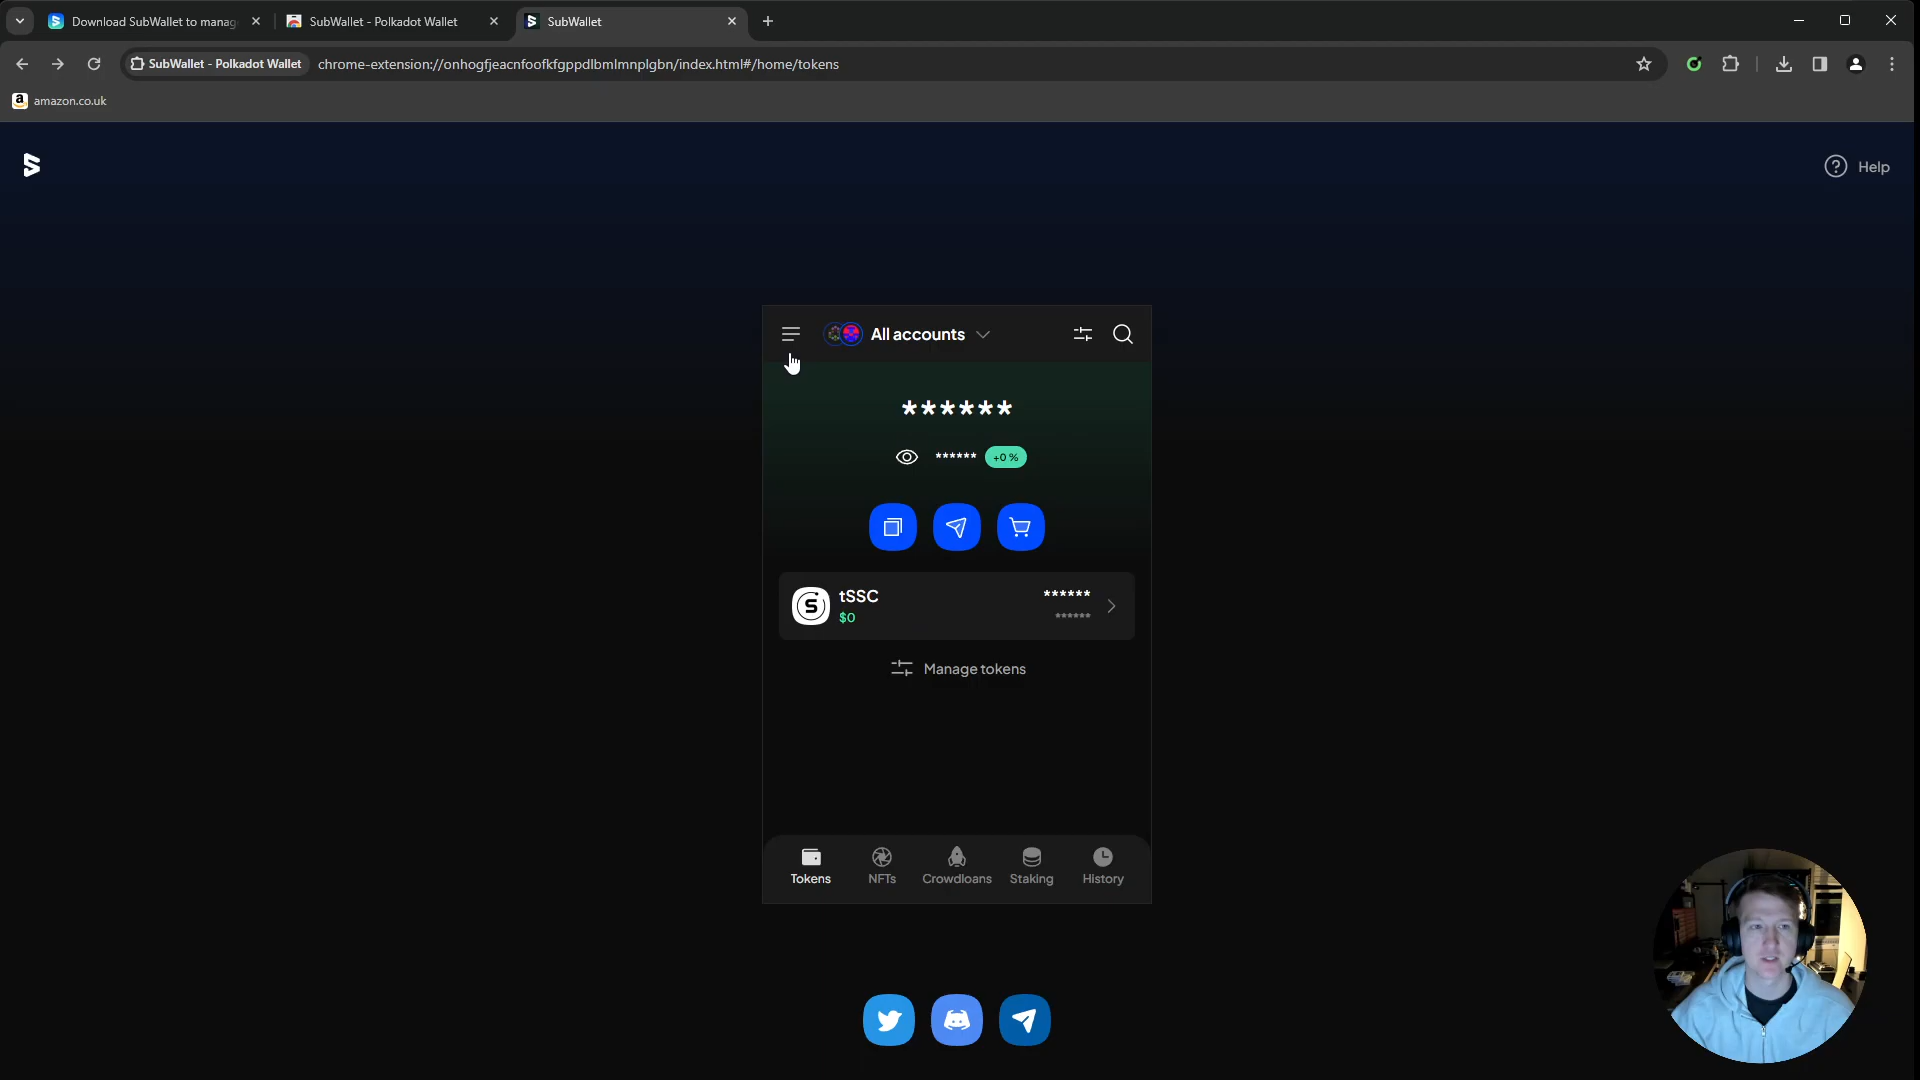 Download SubWallet to manag
SubWallet - Polkadot Wallet
SubWallet
SubWallet - Polkadot Wallet
chrome-extension://onhogfjeacnfoofkfgppdlbmlmnplgbn/index.html#/home/tokens
amazon.co.uk
Help
All accounts
******
******
+0 %
tSSC
******
$0
******
Manage tokens
Tokens
NFTs
Crowdloans
Staking
History